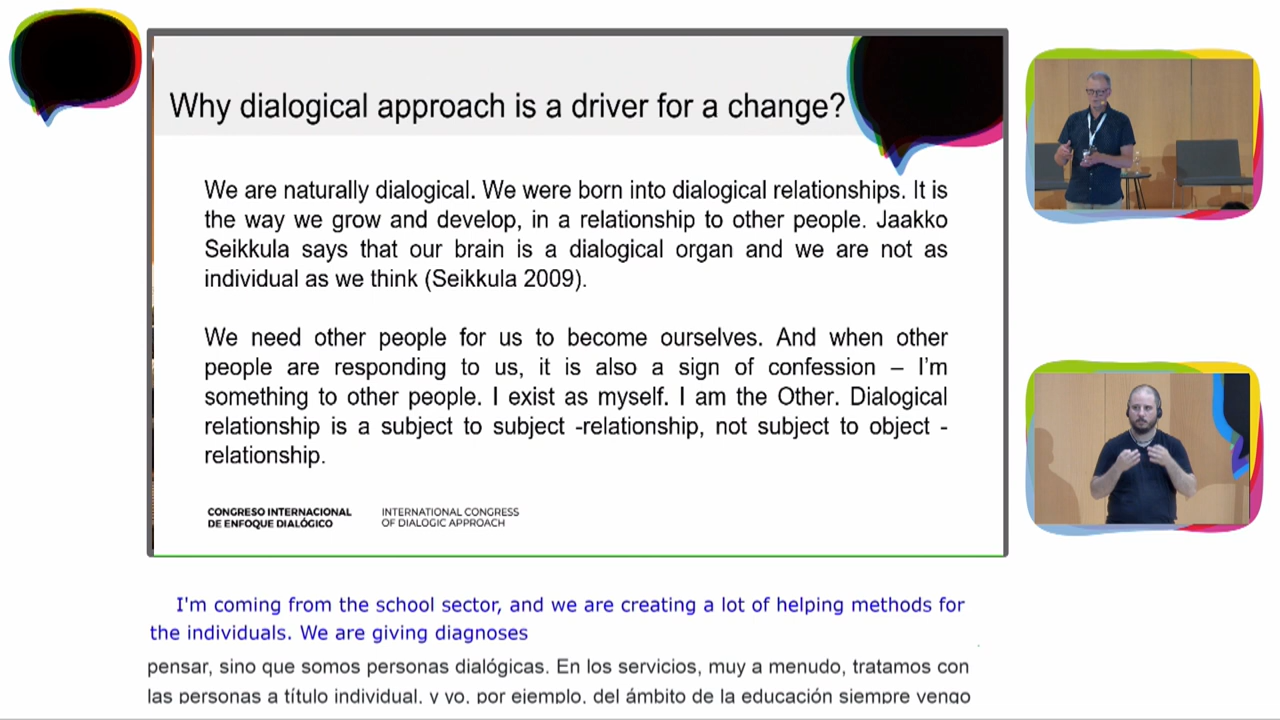 Why dialogical approach is a driver for a change?
We are naturally dialogical. We were born into dialogical relationships. It is
the way we grow and develop, in a relationship to other people. Jaakko
Seikkula says that our brain is a dialogical organ and we are not as
individual as we think (Seikkula 2009).
We need other people for us to become ourselves. And when other
people are responding to us, it is also a sign of confession – I'm
something to other people. I exist as myself. I am the Other. Dialogical
relationship is a subject to subject -relationship, not subject to object -
relationship.
CONGRESO INTERNACIONAL
DE ENFOQUE DIALÓGICO
INTERNATIONAL CONGRESS
OF DIALOGIC APPROACH
I'm coming from the school sector, and we are creating a lot of helping methods for
the individuals. We are giving diagnoses
pensar, sino que somos personas dialógicas. En los servicios, muy a menudo, tratamos con
las personas a título individual, y yo, por ejemplo, del ámbito de la educación siempre vengo